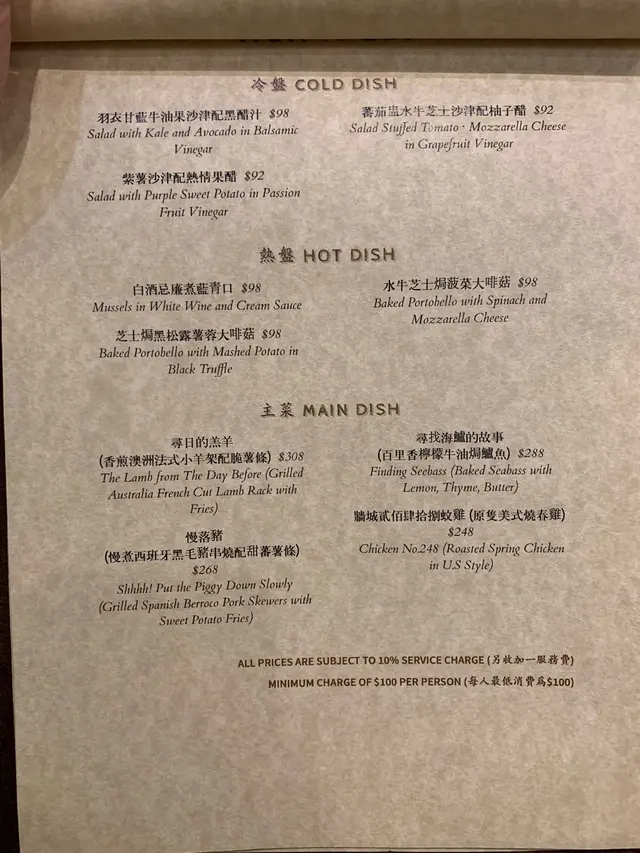 冷盤 COLD DISH
羽衣甘藍牛油果沙津配黑醋汁 $98
Salad with Kale and Avocado in Balsamic
Vinegar
蕃茄盅水牛芝士沙津配柚子醋 $92
Salad Stuffed Tomato · Mozzarella Cheese
in Grapefruit Vinegar
紫薯沙津配熱情果醋 $92
Salad with Purple Sweet Potato in Passion
Fruit Vinegar
熱盤 HOT DISH
白酒忌廉煮藍青口 $98
Mussels in White Wine and Cream Sauce
水牛芝士焗菠菜大啡菇 $98
Baked Portobello with Spinach and
Mozzarella Cheese
芝士焗黑松露薯蓉大啡菇 $98
Baked Portobello with Mashed Potato in
Black Truffle
主菜 MAIN DISH
尋日的羔羊
(香煎澳洲法式小羊架配脆薯條) $308
The Lamb from The Day Before (Grilled
Australia French Cut Lamb Rack with
Fries)
尋找海鱸的故事
(百里香檸檬牛油焗鱸魚) $288
Finding Seebass (Baked Seabass with
Lemon, Thyme, Butter)
慢落豬
(慢煮西班牙黑毛豬串燒配甜蕃薯條)
$268
Shhhh! Put the Piggy Down Slowly
(Grilled Spanish Berroco Pork Skewers with
Sweet Potato Fries)
牆城貳佰肆拾捌蚊雞 (原隻美式燒春雞)
$248
Chicken No.248 (Roasted Spring Chicken
in U.S Style)
ALL PRICES ARE SUBJECT TO 10% SERVICE CHARGE (另收加一服務費)
MINIMUM CHARGE OF $100 PER PERSON (每人最低消費為$100)